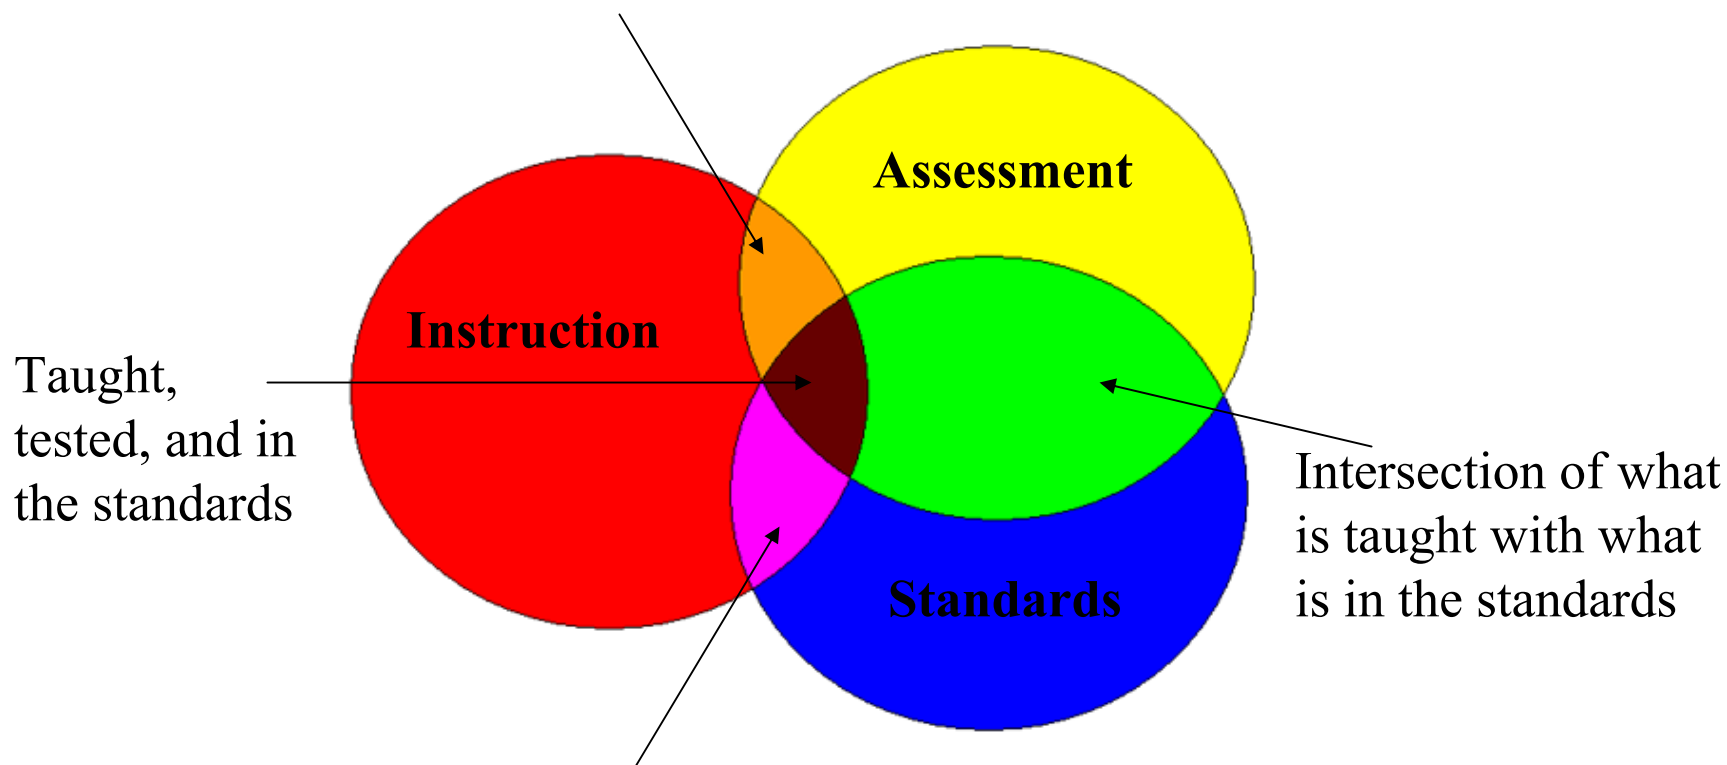 Assessment
Instruction
Taught,
tested, and in
the standards
Intersection of what
is taught with what
is in the standards
Standards